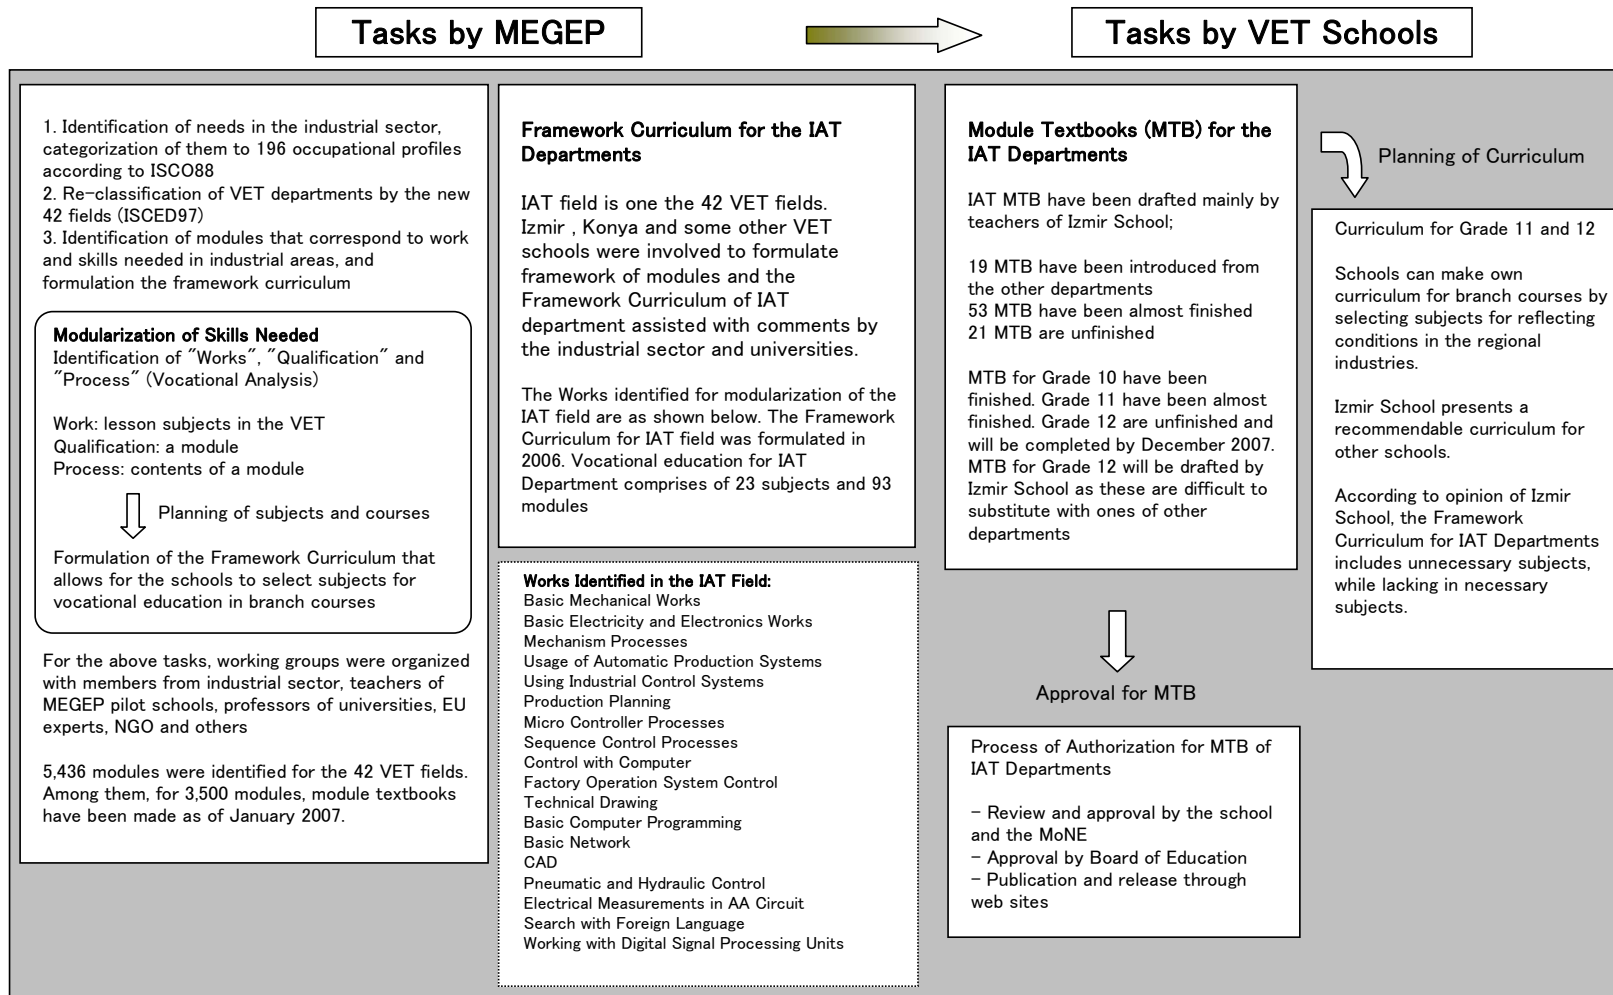 Tasks by MEGEP
Tasks by VET Schools
1. Identification of needs in the industrial sector,
categorization of them to 196 occupational profiles
according to ISCO88
2. Re-classification of VET departments by the new
42 fields (ISCED97)
3. Identification of modules that correspond to work
and skills needed in industrial areas, and
formulation the framework curriculum
Modularization of Skills Needed
Identification of "Works", "Qualification" and
"Process" (Vocational Analysis)
Work: lesson subjects in the VET
Qualification: a module
Process: contents of a module
Planning of subjects and courses
Formulation of the Framework Curriculum that
allows for the schools to select subjects for
vocational education in branch courses
For the above tasks, working groups were organized
with members from industrial sector, teachers of
MEGEP pilot schools, professors of universities, EU
experts, NGO and others
5,436 modules were identified for the 42 VET fields.
Among them, for 3,500 modules, module textbooks
have been made as of January 2007.
Framework Curriculum for the IAT
Departments
IAT field is one the 42 VET fields.
Izmir , Konya and some other VET
schools were involved to formulate
framework of modules and the
Framework Curriculum of IAT
department assisted with comments by
the industrial sector and universities.
The Works identified for modularization of the
IAT field are as shown below. The Framework
Curriculum for IAT field was formulated in
2006. Vocational education for IAT
Department comprises of 23 subjects and 93
modules
Works Identified in the IAT Field:
Basic Mechanical Works
Basic Electricity and Electronics Works
Mechanism Processes
Usage of Automatic Production Systems
Using Industrial Control Systems
Production Planning
Micro Controller Processes
Sequence Control Processes
Control with Computer
Factory Operation System Control
Technical Drawing
Basic Computer Programming
Basic Network
CAD
Pneumatic and Hydraulic Control
Electrical Measurements in AA Circuit
Search with Foreign Language
Working with Digital Signal Processing Units
Module Textbooks (MTB) for the
IAT Departments
IAT MTB have been drafted mainly by
teachers of Izmir School;
19 MTB have been introduced from
the other departments
53 MTB have been almost finished
21 MTB are unfinished
MTB for Grade 10 have been
finished. Grade 11 have been almost
finished. Grade 12 are unfinished and
will be completed by December 2007.
MTB for Grade 12 will be drafted by
Izmir School as these are difficult to
substitute with ones of other
departments
Approval for MTB
Process of Authorization for MTB of
IAT Departments
- Review and approval by the school
and the MoNE
- Approval by Board of Education
- Publication and release through
web sites
Planning of Curriculum
Curriculum for Grade 11 and 12
Schools can make own
curriculum for branch courses by
selecting subjects for reflecting
conditions in the regional
industries.
Izmir School presents a
recommendable curriculum for
other schools.
According to opinion of Izmir
School, the Framework
Curriculum for IAT Departments
includes unnecessary subjects,
while lacking in necessary
subjects.